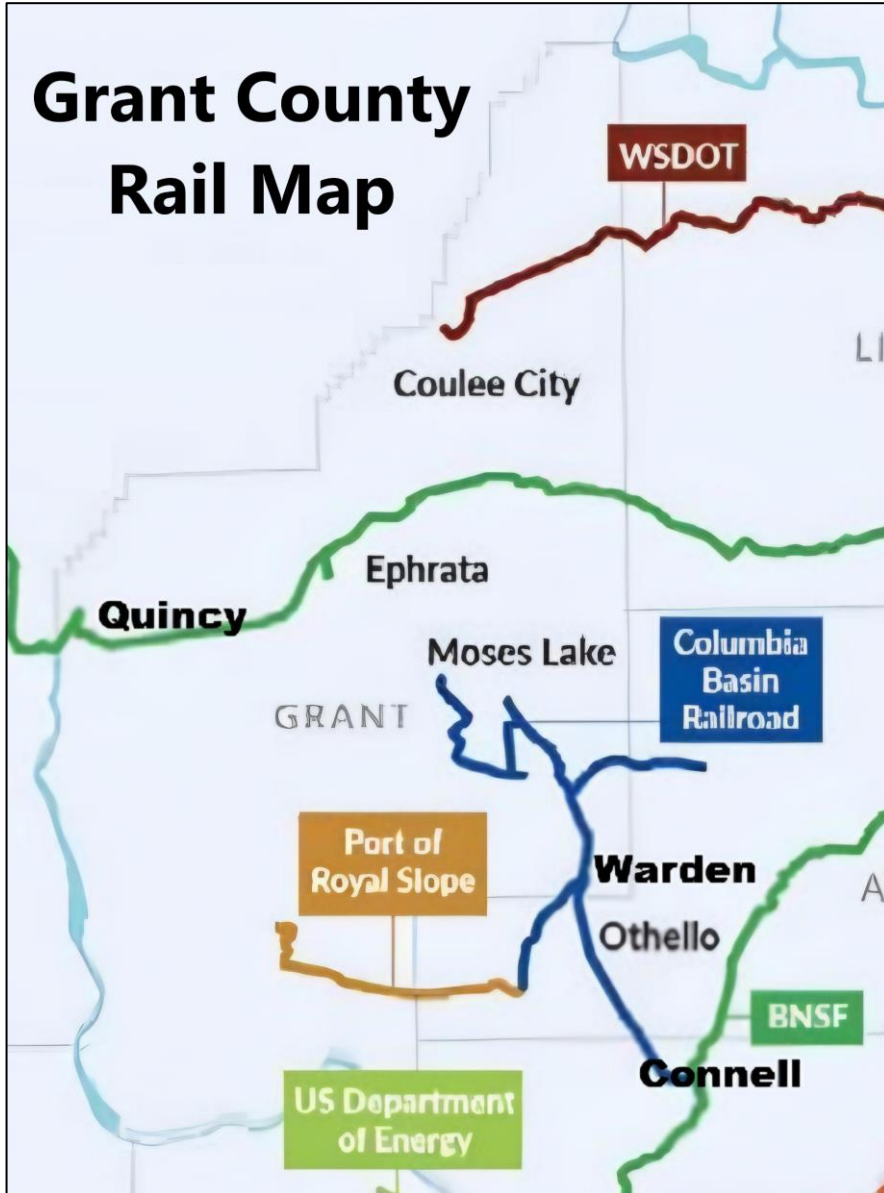 Grant County
Rail Map
WSDOT
LI
Coulee City
Ephrata
Quincy
Moses Lake
Columbia
Basin
Railroad
GRANT
Port of
Royal Slope
Warden
A
Othello
BNSF
Connell
US Department
of Energy